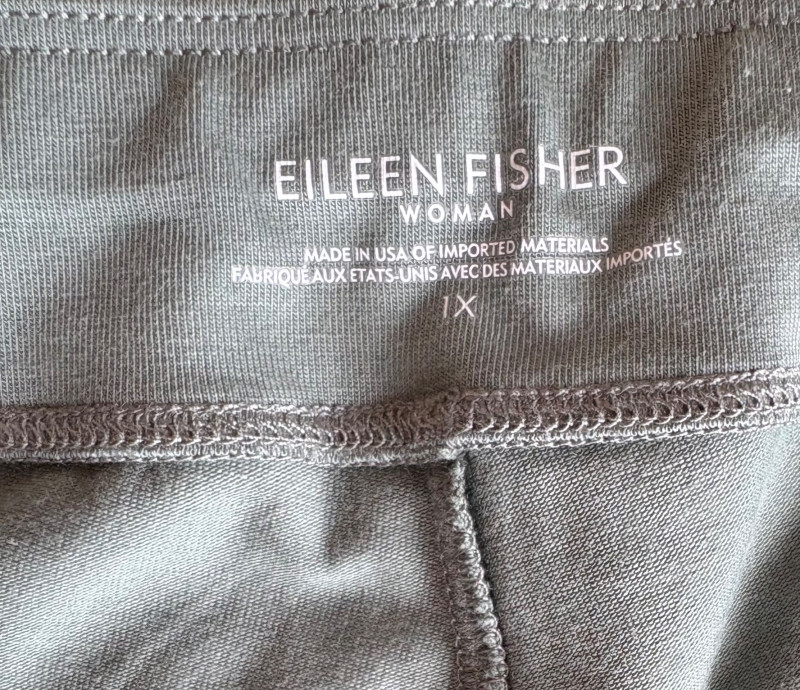 EILEEN FISHER
WOMAN
MADE IN USA OF IMPORTED MATERIALS
FABRIQUÉ AUX ETATS-UNIS AVEC DES MATERIAUX IMPORTÉS
1X